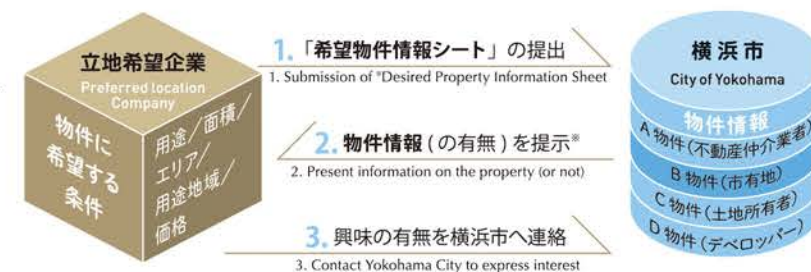 立地希望企業
Preferred location
Company
物件に
希望する
条件
用途/面積/
エリア/
用途地域/
価格
1.「希望物件情報シート」の提出
1. Submission of "Desired Property Information Sheet
2. 物件情報(の有無)を提示※
2. Present information on the property (or not)
3. 興味の有無を横浜市へ連絡
3. Contact Yokohama City to express interest
横浜市
City of Yokohama
物件情報
A 物件(不動産仲介業者)
B 物件(市有地)
C 物件(土地所有者)
D 物件(デベロッパー)